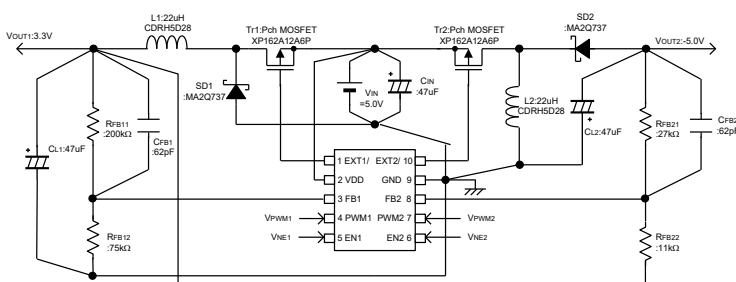 L1:22uH
CDRH5D28
Tr1:Pch MOSFET
XP162A12A6P
Tr2:Pch MOSFET
XP162A12A6P
SD2
:MA2Q737
VOUT1:3.3V
VOUT2:-5.0V
SD1
:MA2Q737
VIN
=5.0V
CIN
:47uF
L2:22uH
CDRH5D28
RFB11
:200kΩ
CFB1
:62pF
CL1:47uF
CL2:47uF
RFB21
:27kΩ
CFB2
:62pF
1 EXT1/ EXT2/ 10
2 VDD GND 9
3 FB1 FB2 8
4 PWM1 PWM2 7
5 EN1 EN2 6
VPWM1
VPWM2
VNE1
VNE2
RFB12
:75kΩ
RFB22
:11kΩ